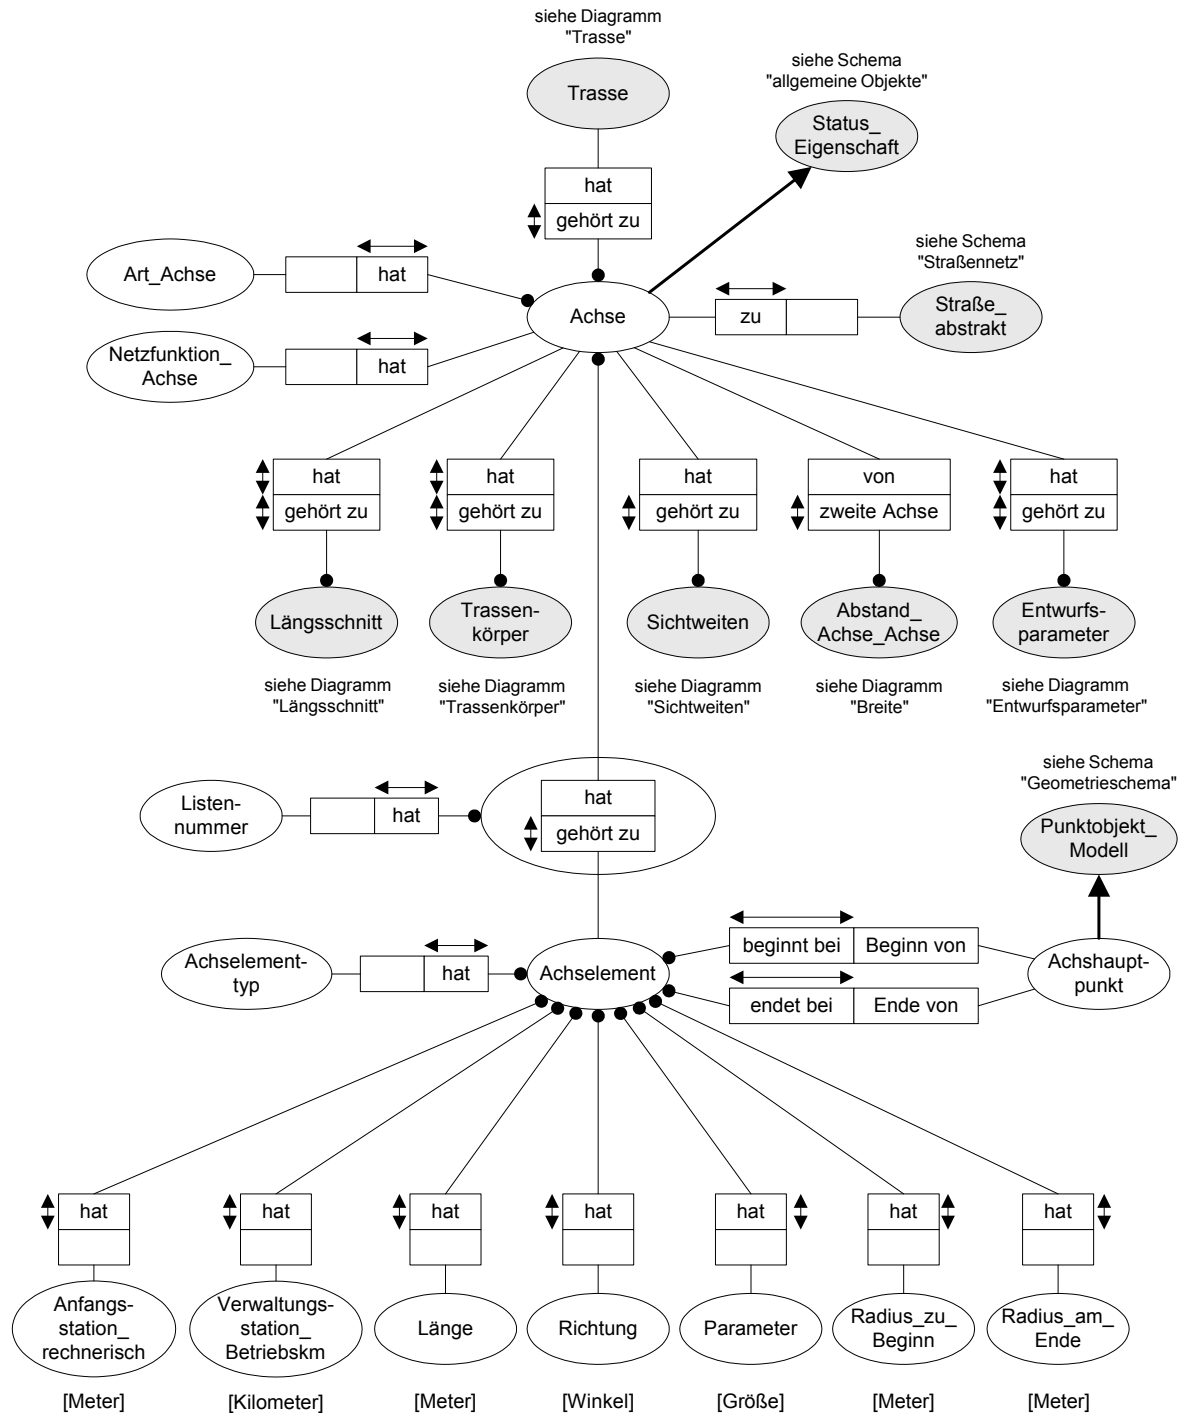 siehe Diagramm
"Trasse"
Trasse
siehe Schema
"allgemeine Objekte"
Status_
Eigenschaft
hat
gehört zu
Art_Achse
hat
Achse
zu
siehe Schema
"Straßennetz"
Straße_
abstrakt
Netzfunktion_
Achse
hat
hat
gehört zu
hat
gehört zu
hat
gehört zu
von
zweite Achse
hat
gehört zu
Längsschnitt
Trassen-
körper
Sichtweiten
Abstand_
Achse_Achse
Entwurfs-
parameter
siehe Diagramm
"Längsschnitt"
siehe Diagramm
"Trassenkörper"
siehe Diagramm
"Sichtweiten"
siehe Diagramm
"Breite"
siehe Diagramm
"Entwurfsparameter"
Listen-
nummer
hat
hat
gehört zu
siehe Schema
"Geometrieschema"
Punktobjekt_
Modell
Achselement-
typ
hat
Achselement
beginnt bei
Beginn von
endet bei
Ende von
Achshaupt-
punkt
hat
hat
hat
hat
hat
hat
hat
Anfangs-
station_
rechnerisch
Verwaltungs-
station_
Betriebskm
Länge
Richtung
Parameter
Radius_zu_
Beginn
Radius_am_
Ende
[Meter]
[Kilometer]
[Meter]
[Winkel]
[Größe]
[Meter]
[Meter]